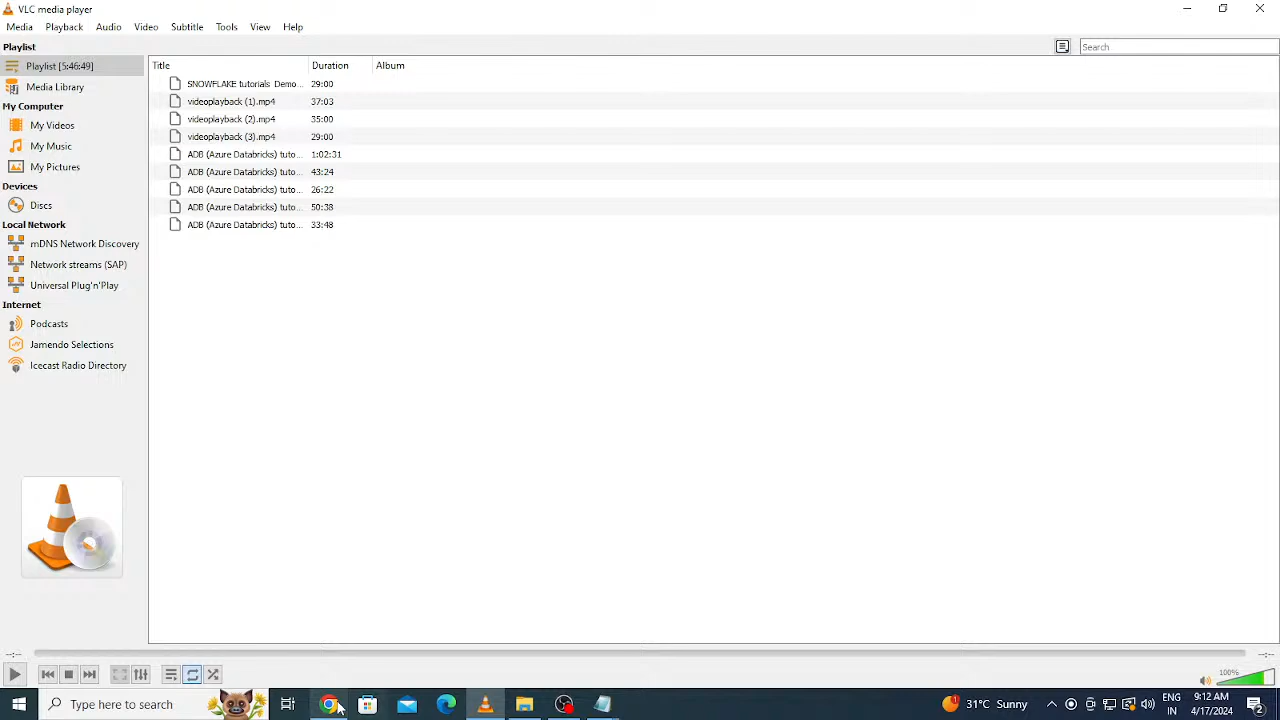 VLC media player
Media Playback Audio Video Subtitle Tools View Help
Playlist
Search
Playlist [5:46:49]
Media Library
My Computer
My Videos
My Music
My Pictures
Devices
Discs
Local Network
mDNS Network Discovery
Network streams (SAP)
Universal Plug'n'Play
Internet
Podcasts
Jamendo Selections
Icecast Radio Directory
Title Duration Album
SNOWFLAKE tutorials Demo... 29:00
videoplayback (1).mp4 37:03
videoplayback (2).mp4 35:00
videoplayback (3).mp4 29:00
ADB (Azure Databricks) tuto... 1:02:31
ADB (Azure Databricks) tuto... 43:24
ADB (Azure Databricks) tuto... 26:22
ADB (Azure Databricks) tuto... 50:38
ADB (Azure Databricks) tuto... 33:48
--:-- --:--
100%
Type here to search
31°C Sunny
ENG
IN
9:12 AM
4/17/2024
2